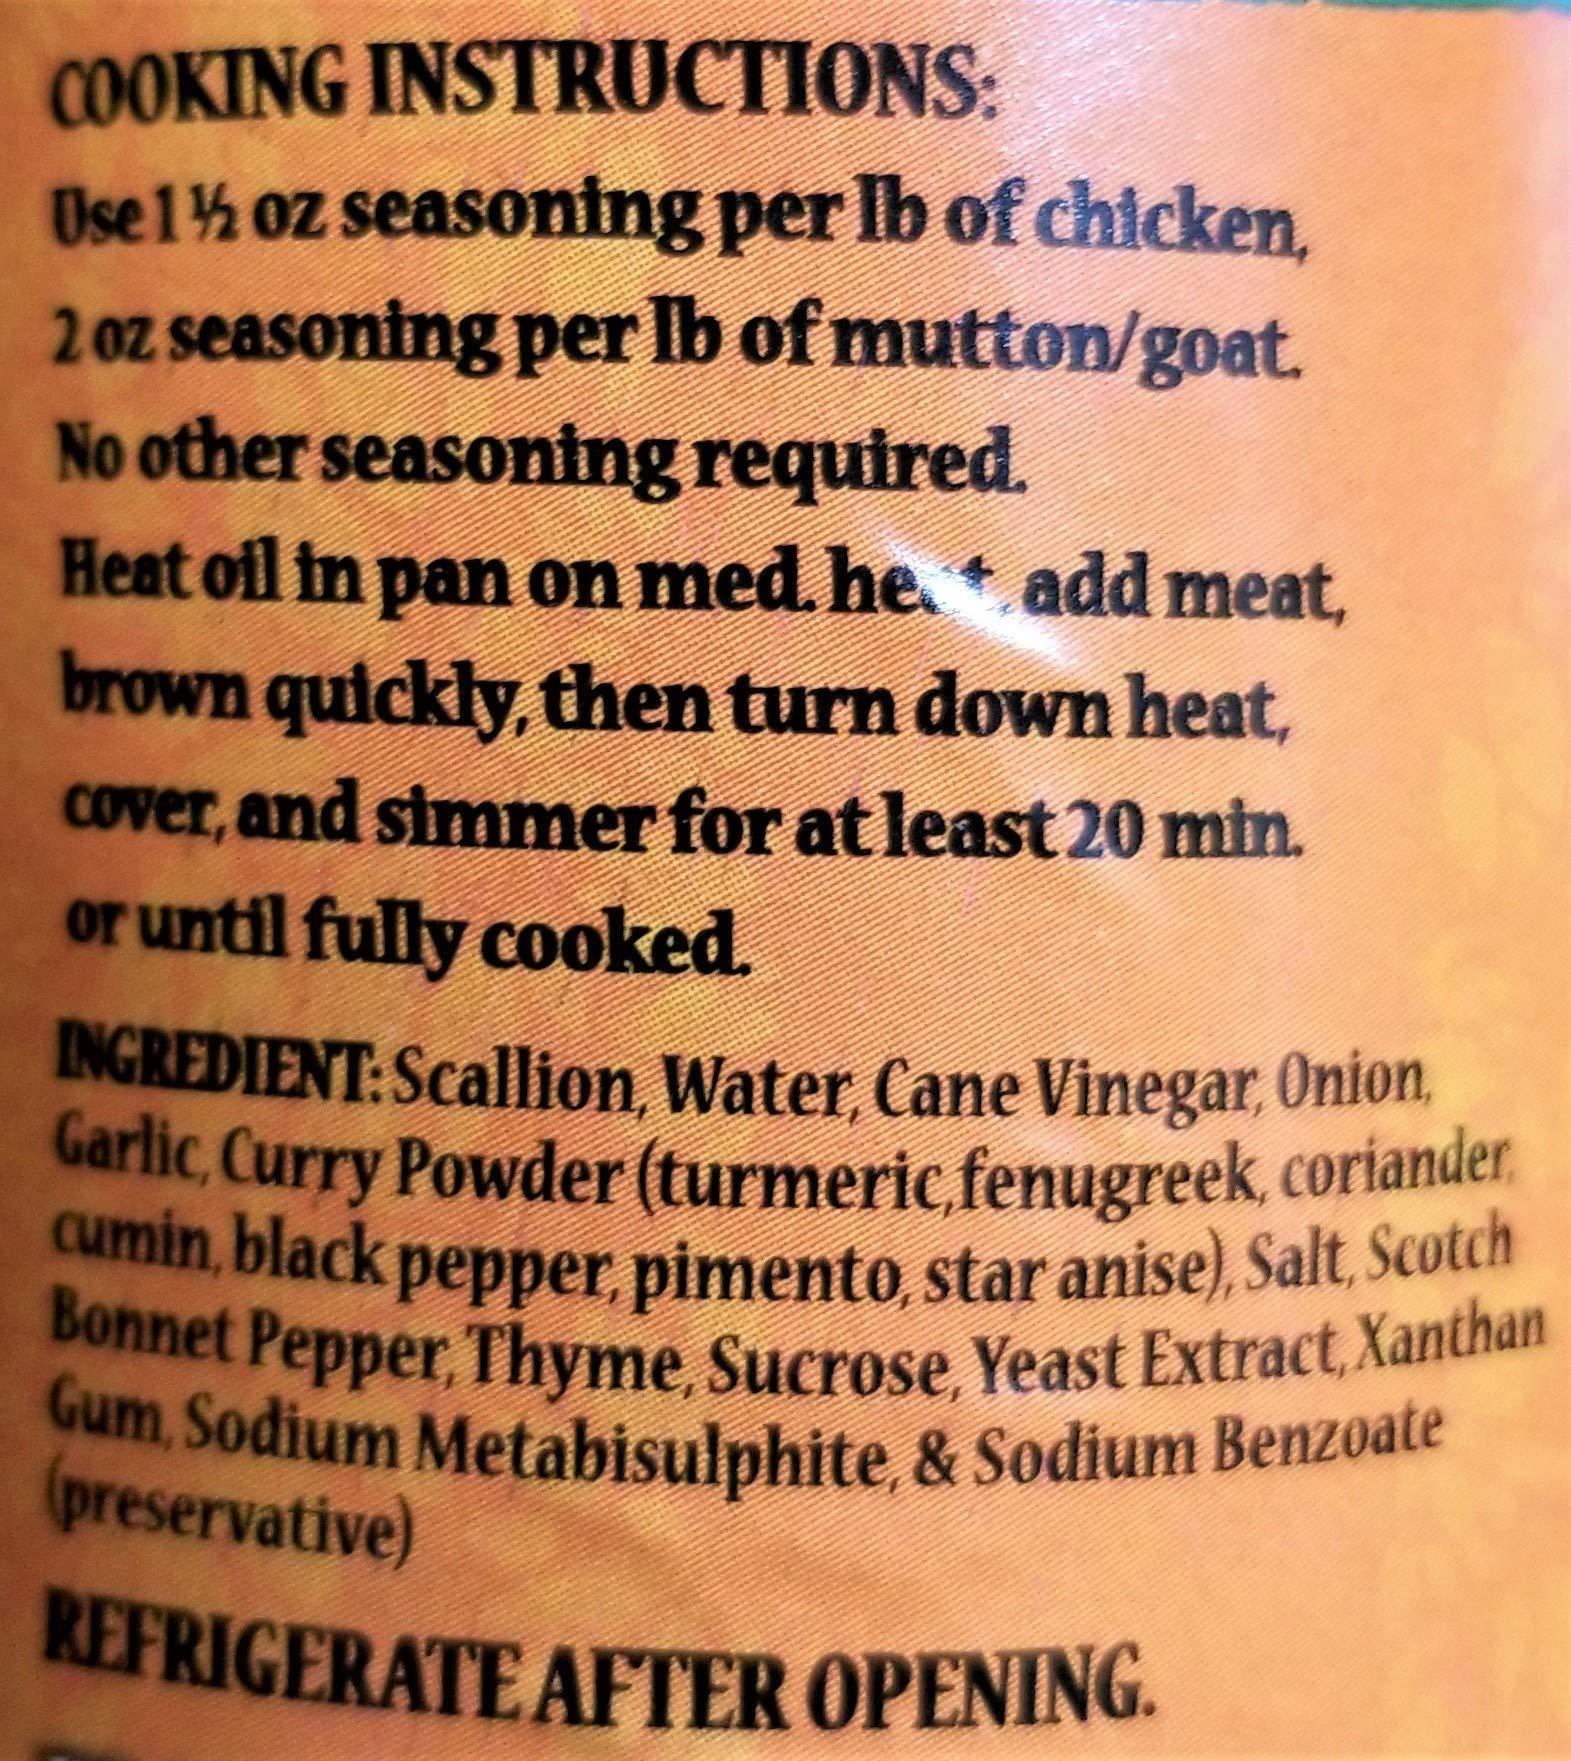 COOKING INSTRUCTIONS:
Use 1 ½ oz seasoning per lb of chicken,
2 oz seasoning per lb of mutton/goat.
No other seasoning required.
Heat oil in pan on med. heat, add meat,
brown quickly, then turn down heat,
cover, and simmer for at least 20 min.
or until fully cooked.
INGREDIENT: Scallion, Water, Cane Vinegar, Onion,
Garlic, Curry Powder (turmeric,fenugreek, coriander,
cumin, black pepper, pimento, star anise), Salt, Scotch
Bonnet Pepper, Thyme, Sucrose, Yeast Extract, Xanthan
Gum, Sodium Metabisulphite, & Sodium Benzoate
(preservative)
REFRIGERATE AFTER OPENING.